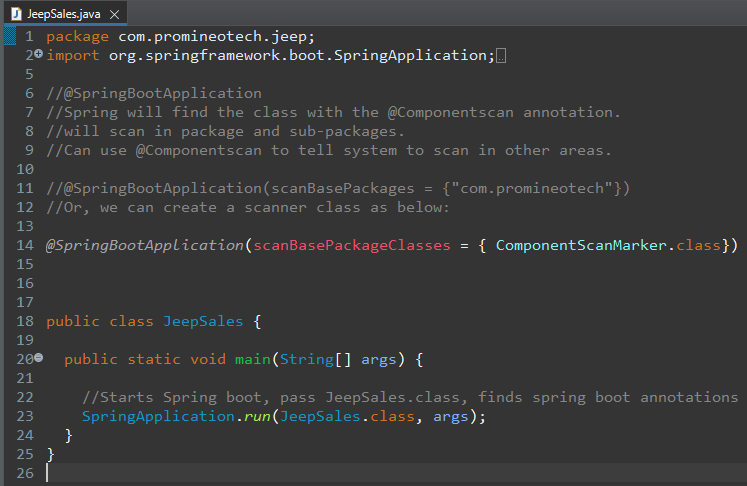 JeepSales.java
1 package com.promineotech.jeep;
2 import org.springframework.boot.SpringApplication;
5
6 //@SpringBootApplication
7 //Spring will find the class with the @Componentscan annotation.
8 //will scan in package and sub-packages.
9 //Can use @Componentscan to tell system to scan in other areas.
10
11 //@SpringBootApplication(scanBasePackages = {"com.promineotech"})
12 //Or, we can create a scanner class as below:
13
14 @SpringBootApplication(scanBasePackageClasses = { ComponentScanMarker.class})
15
16
17
18 public class JeepSales {
19
20   public static void main(String[] args) {
21
22     //Starts Spring boot, pass JeepSales.class, finds spring boot annotations
23     SpringApplication.run(JeepSales.class, args);
24   }
25 }
26